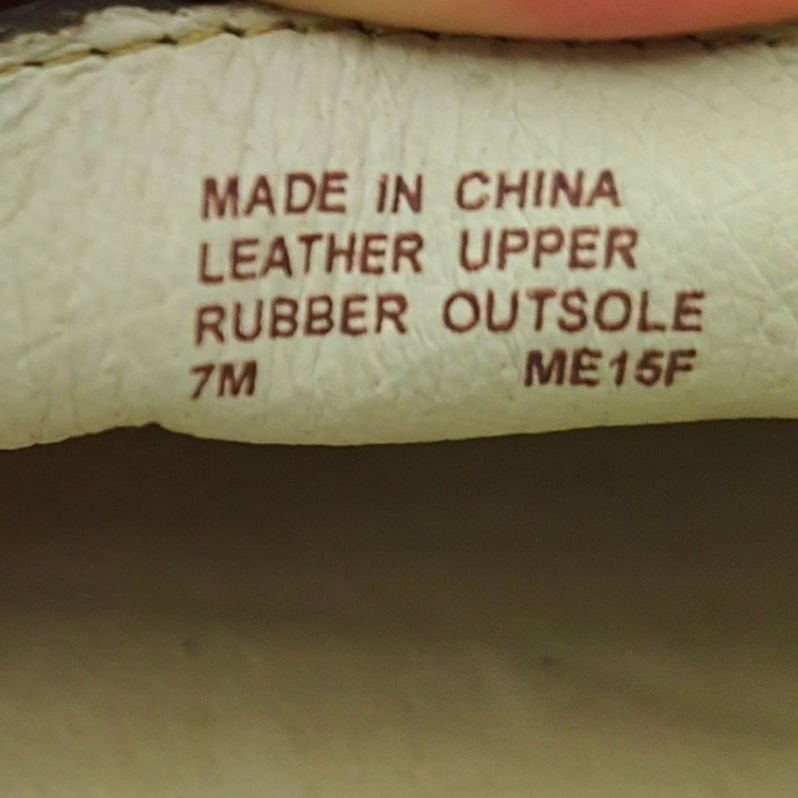 MADE IN CHINA
LEATHER UPPER
RUBBER OUTSOLE
7M ME15F